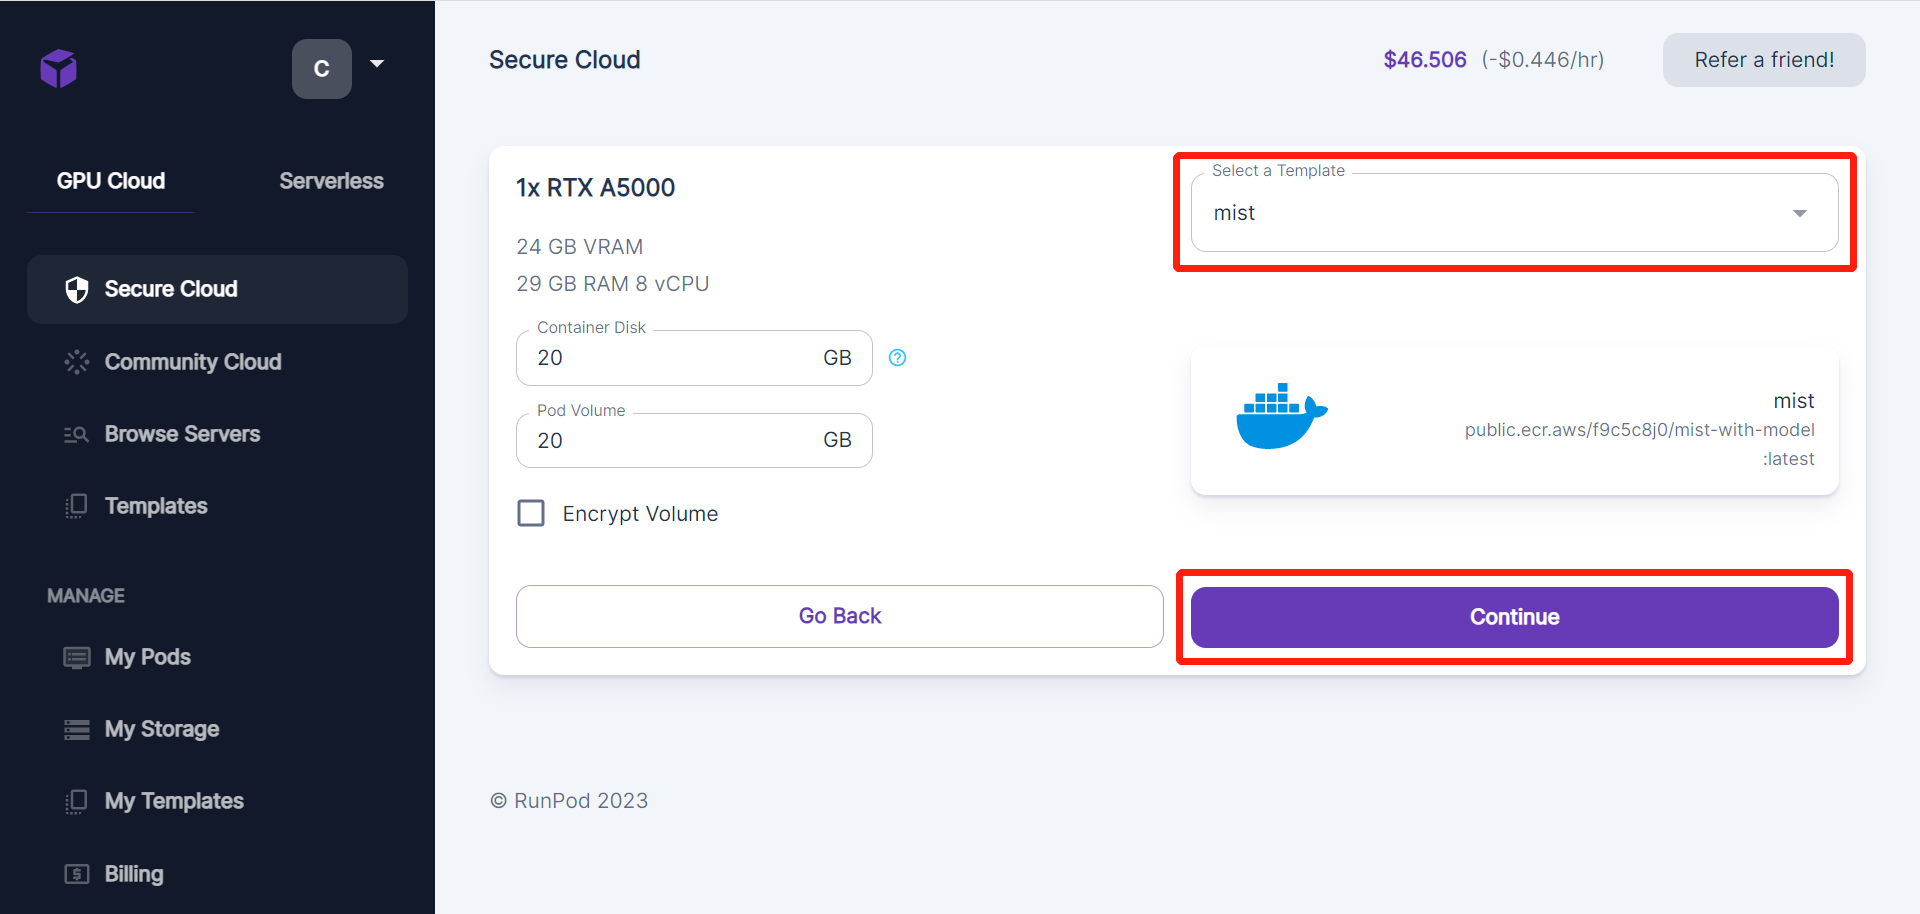 C
GPU Cloud
Serverless
Secure Cloud
Community Cloud
Browse Servers
Templates
MANAGE
My Pods
My Storage
My Templates
Billing
Secure Cloud
$46.506 (-$0.446/hr)
Refer a friend!
1x RTX A5000
24 GB VRAM
29 GB RAM 8 vCPU
Container Disk
20 GB
?
Pod Volume
20 GB
Encrypt Volume
Select a Template
mist
mist
public.ecr.aws/f9c5c8j0/mist-with-model
:latest
Go Back
Continue
© RunPod 2023